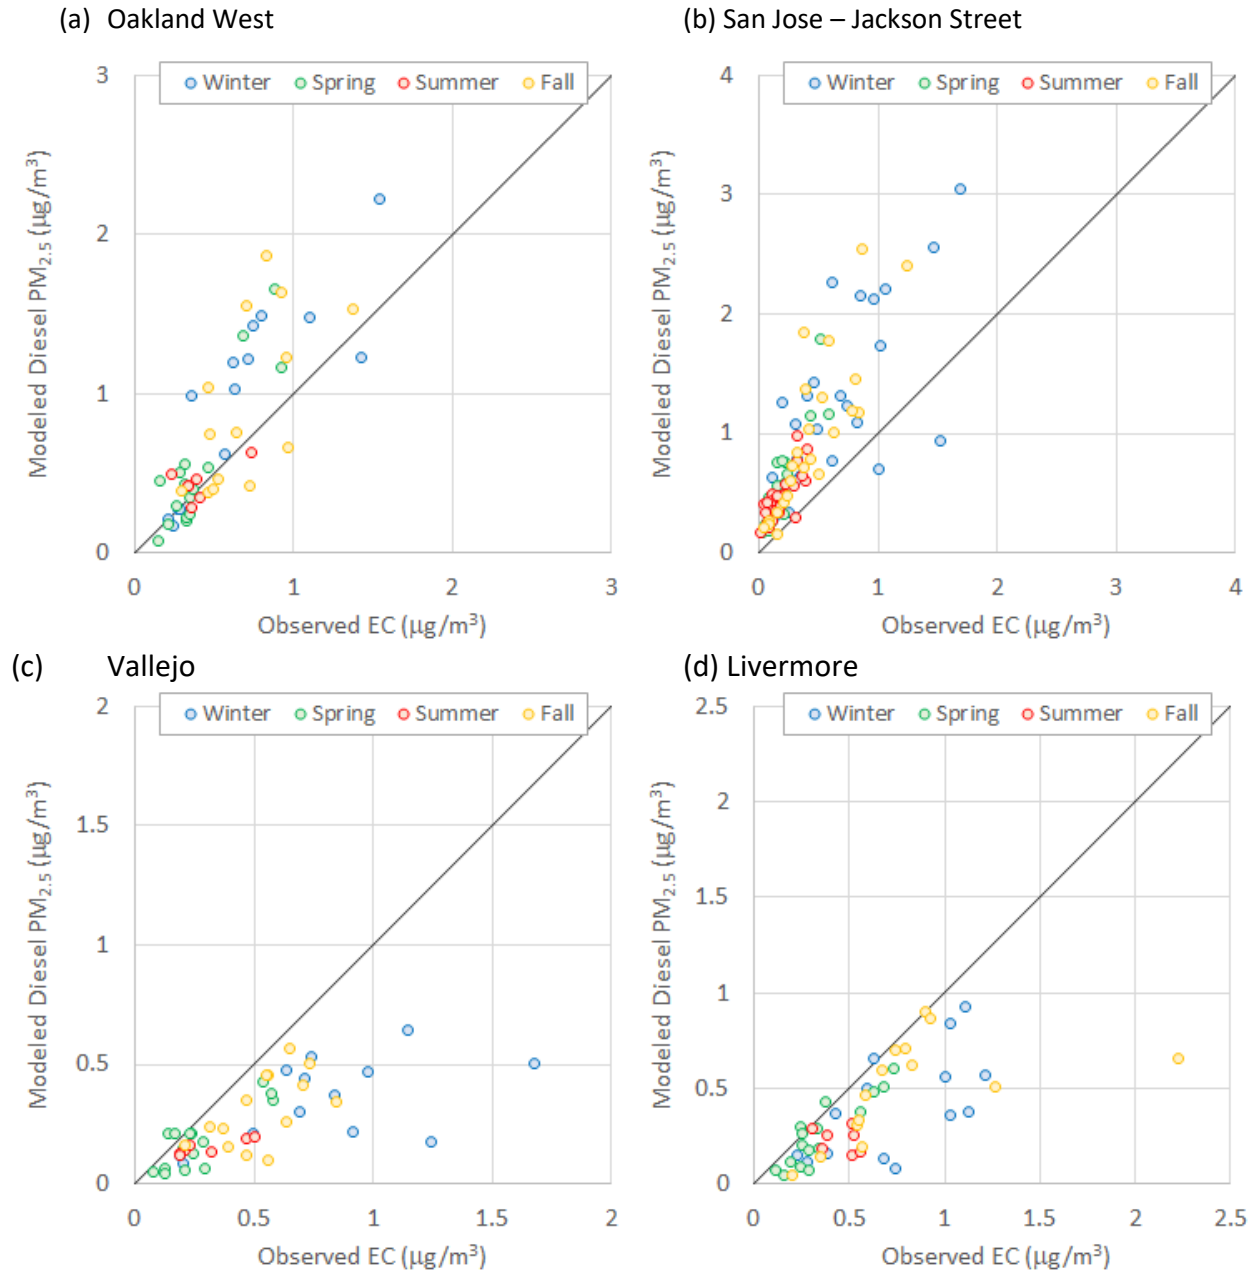 (a) Oakland West
(b) San Jose – Jackson Street
Winter Spring Summer Fall
3
2
1
0
0 1 2 3
Modeled Diesel PM2.5 (μg/m³)
Observed EC (μg/m³)
Winter Spring Summer Fall
4
3
2
1
0
0 1 2 3 4
Modeled Diesel PM2.5 (μg/m³)
Observed EC (μg/m³)
(c) Vallejo
(d) Livermore
Winter Spring Summer Fall
2
1.5
1
0.5
0
0 0.5 1 1.5 2
Modeled Diesel PM2.5 (μg/m³)
Observed EC (μg/m³)
Winter Spring Summer Fall
2.5
2
1.5
1
0.5
0
0 0.5 1 1.5 2 2.5
Modeled Diesel PM2.5 (μg/m³)
Observed EC (μg/m³)